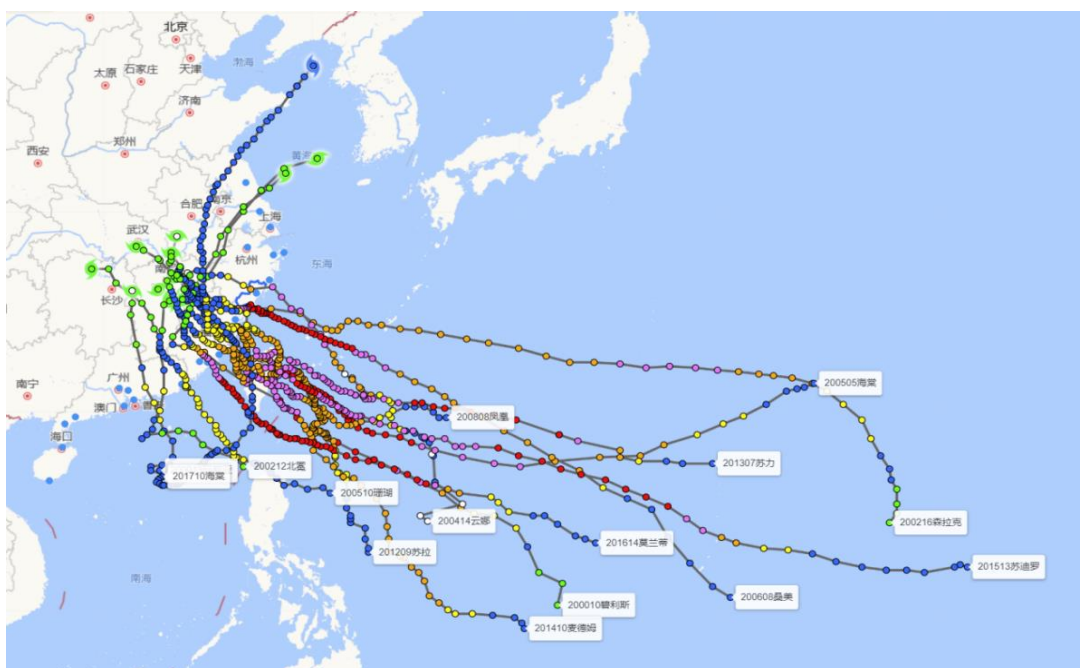 北京
渤海
天津
太原
石家庄
济南
西安
郑州
黄海
合肥
南京
上海
武汉
杭州
东海
南
长沙
南宁
广州
澳门
香
海口
南海
200505海棠
200808凤凰
201307苏力
200212北冕
201710海棠
200510珊瑚
200414云娜
200216森拉克
201209苏拉
201614莫兰蒂
201513苏迪罗
200010碧利斯
200608桑美
201410麦德姆